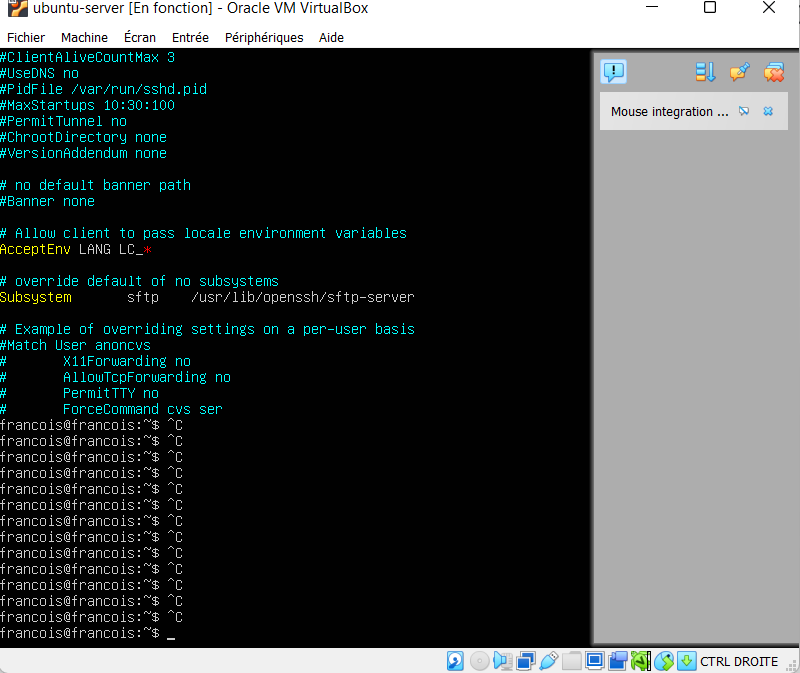 ubuntu-server [En fonction] - Oracle VM VirtualBox
Fichier Machine Écran Entrée Périphériques Aide
#ClientAliveCountMax 3
#UseDNS no
#PidFile /var/run/sshd.pid
#MaxStartups 10:30:100
#PermitTunnel no
#ChrootDirectory none
#VersionAddendum none
# no default banner path
#Banner none
# Allow client to pass locale environment variables
AcceptEnv LANG LC_*
# override default of no subsystems
Subsystem sftp /usr/lib/openssh/sftp-server
# Example of overriding settings on a per-user basis
#Match User anoncvs
# X11Forwarding no
# AllowTcpForwarding no
# PermitTTY no
# ForceCommand cvs ser
francois@francois:~$ ^C
francois@francois:~$ ^C
francois@francois:~$ ^C
francois@francois:~$ ^C
francois@francois:~$ ^C
francois@francois:~$ ^C
francois@francois:~$ ^C
francois@francois:~$ ^C
francois@francois:~$ ^C
francois@francois:~$ ^C
francois@francois:~$ ^C
francois@francois:~$ ^C
francois@francois:~$ ^C
francois@francois:~$ _
Mouse integration ...
CTRL DROITE